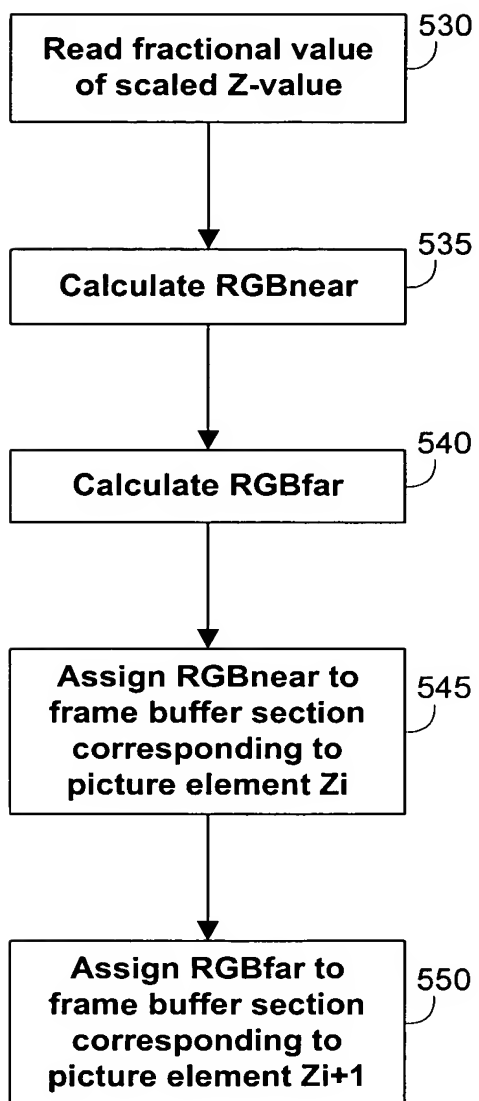 530
Read fractional value
of scaled Z-value
535
Calculate RGBnear
540
Calculate RGBfar
545
Assign RGBnear to
frame buffer section
corresponding to
picture element Zi
550
Assign RGBfar to
frame buffer section
corresponding to
picture element Zi+1